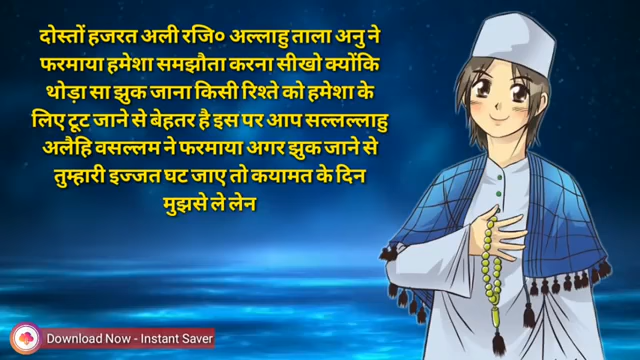 दोस्तों हजरत अली रजि० अल्लाहु ताला अनु ने
फरमाया हमेशा समझौता करना सीखो क्योंकि
थोड़ा सा झुक जाना किसी रिश्ते को हमेशा के
लिए टूट जाने से बेहतर है इस पर आप सल्लल्लाहु
अलैहि वसल्लम ने फरमाया अगर झुक जाने से
तुम्हारी इज्जत घट जाए तो कयामत के दिन
मुझसे ले लेन
Download Now - Instant Saver